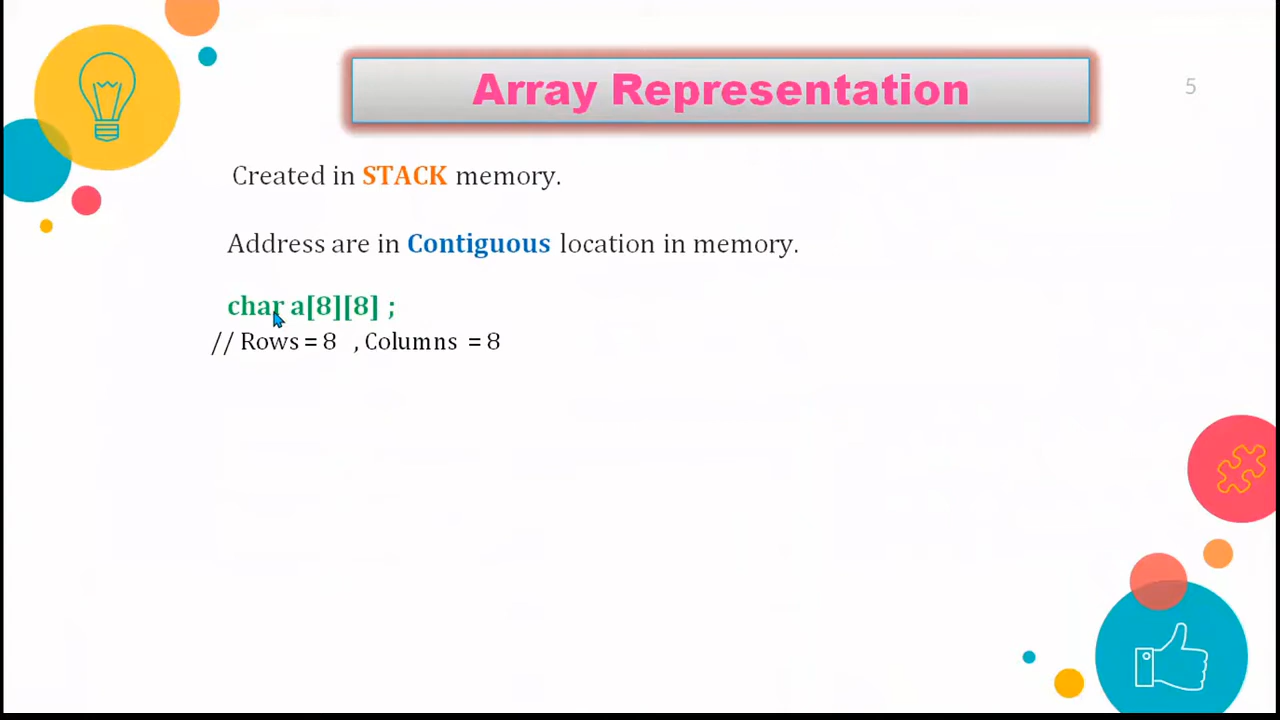 Array Representation
5
Created in STACK memory.
Address are in Contiguous location in memory.
char a[8][8] ;
// Rows = 8 , Columns = 8